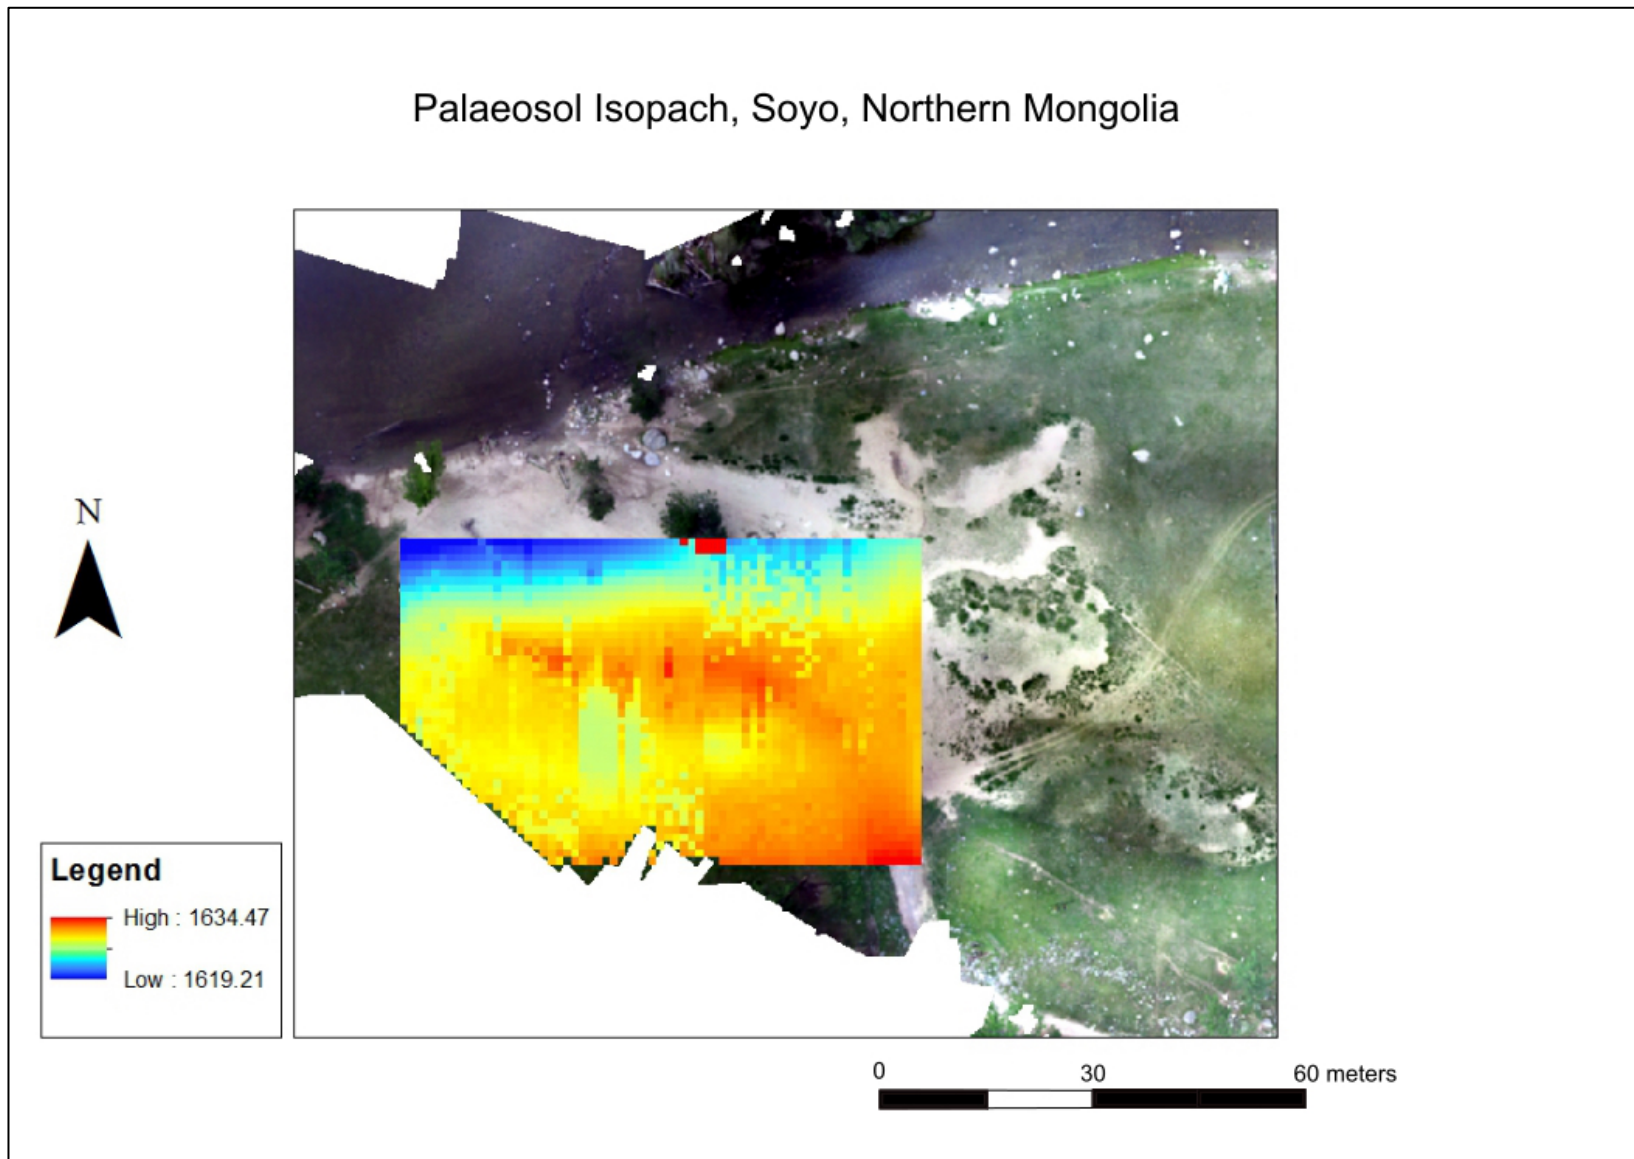 Palaeosol Isopach, Soyo, Northern Mongolia
N
Legend
High : 1634.47
Low : 1619.21
0 30 60 meters